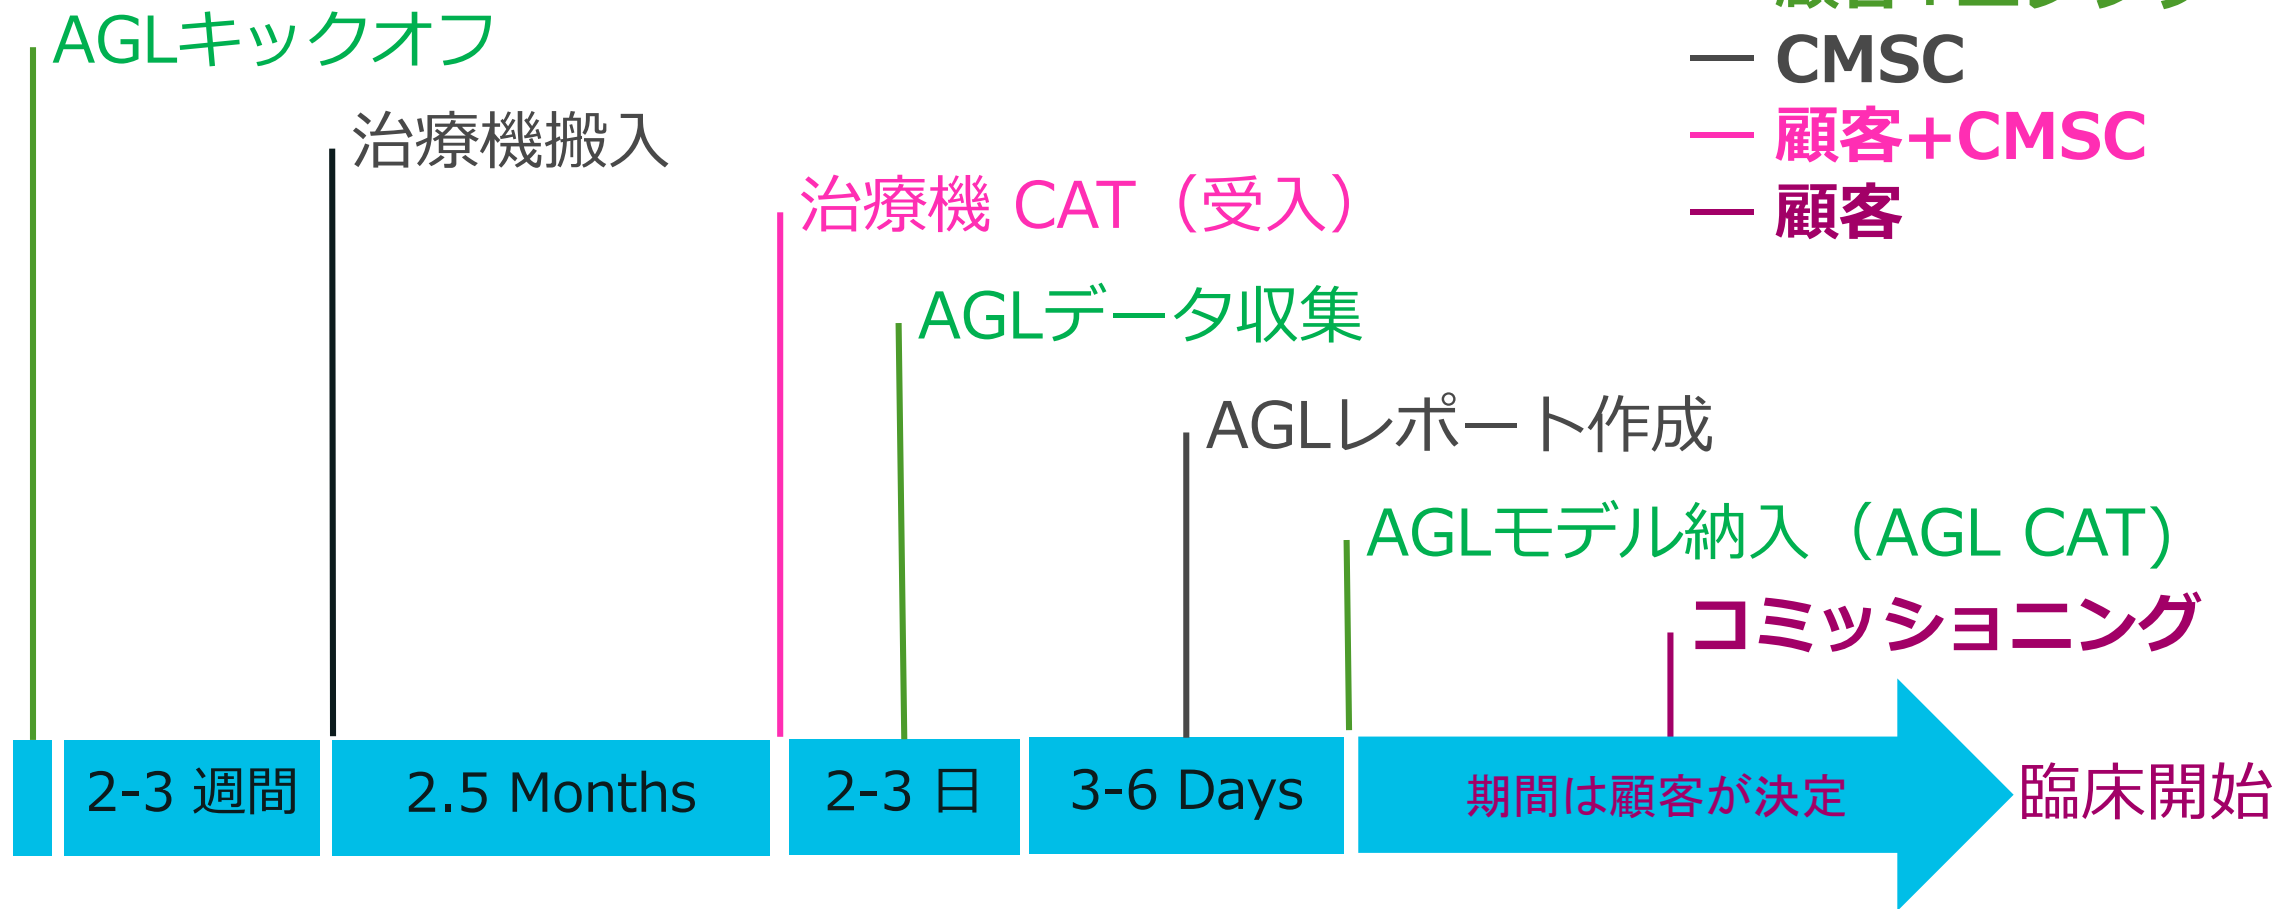 AGLキックオフ
CMSC
治療機搬入
顧客+CMSC
治療機 CAT（受入）
顧客
AGLデータ収集
AGLレポート作成
AGLモデル納入（AGL CAT)
コミッショニング
2-3 週間
2.5 Months
2-3 日
3-6 Days
期間は顧客が決定
臨床開始